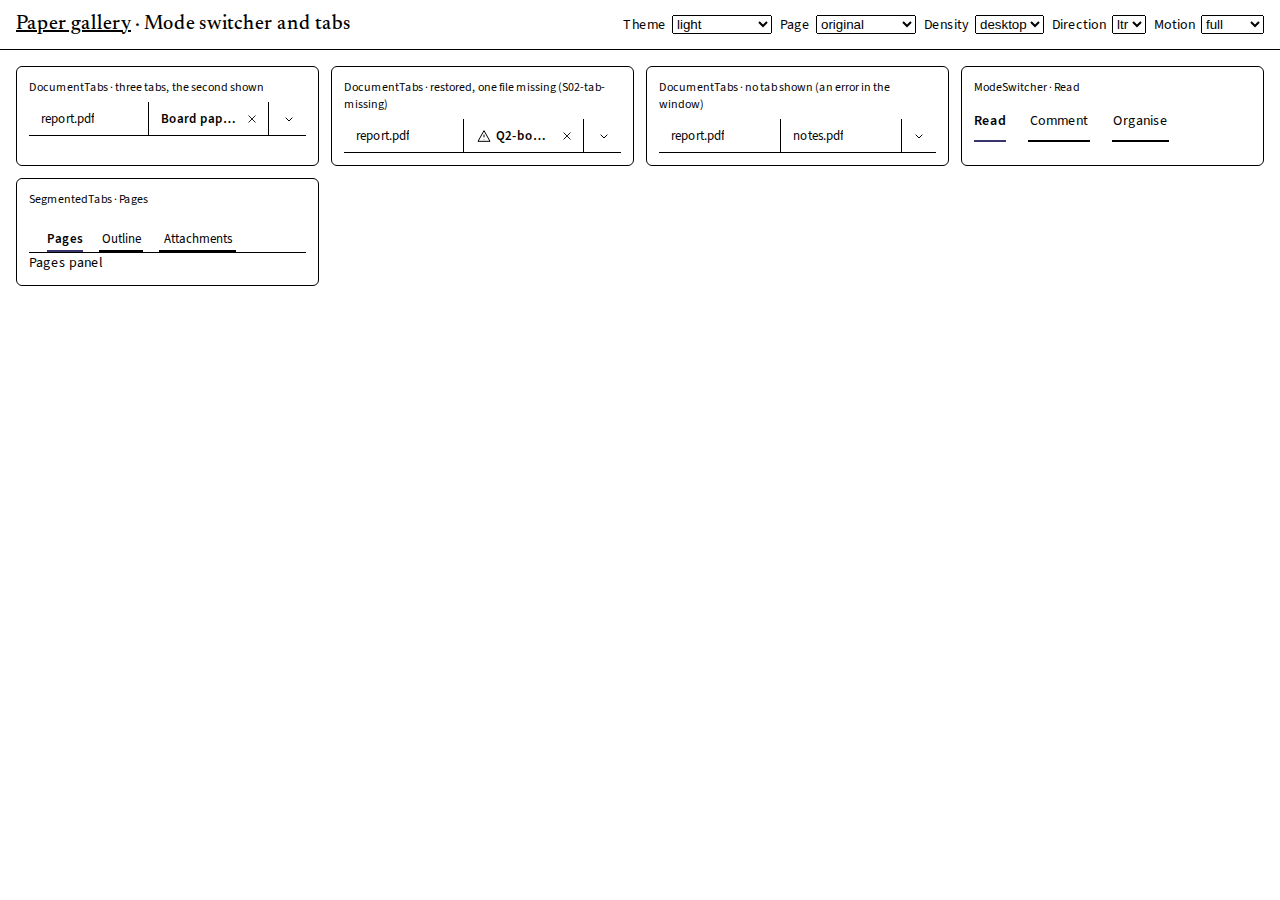 Paper gallery · Mode switcher and tabs
Theme light Page original Density desktop Direction ltr Motion full
DocumentTabs · three tabs, the second shown
report.pdf Board pap…
DocumentTabs · restored, one file missing (S02-tab-
missing)
report.pdf Q2-bo…
DocumentTabs · no tab shown (an error in the
window)
report.pdf notes.pdf
ModeSwitcher · Read
Read Comment Organise
SegmentedTabs · Pages
Pages Outline Attachments
Pages panel